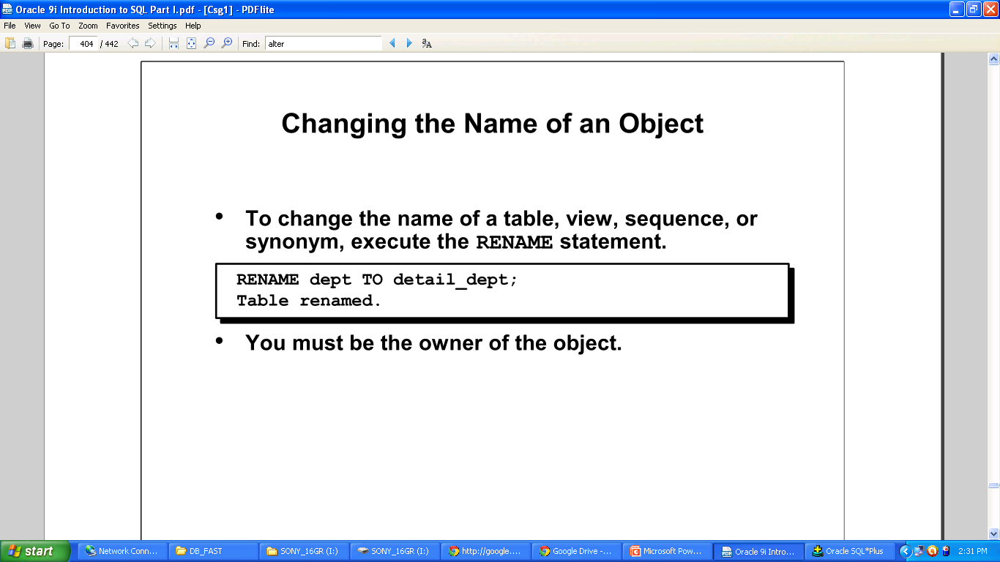 Oracle 9i Introduction to SQL Part I.pdf - [Csg1] - PDFlite
File View Go To Zoom Favorites Settings Help
Page: 404 / 442 Find: alter
Changing the Name of an Object
• To change the name of a table, view, sequence, or
synonym, execute the RENAME statement.
RENAME dept TO detail_dept;
Table renamed.
• You must be the owner of the object.
start Network Conn... DB_FAST SONY_16GR (I:) SONY_16GR (I:) http://google.... Google Drive -... Microsoft Pow... Oracle 9i Intro... Oracle SQL*Plus 2:31 PM